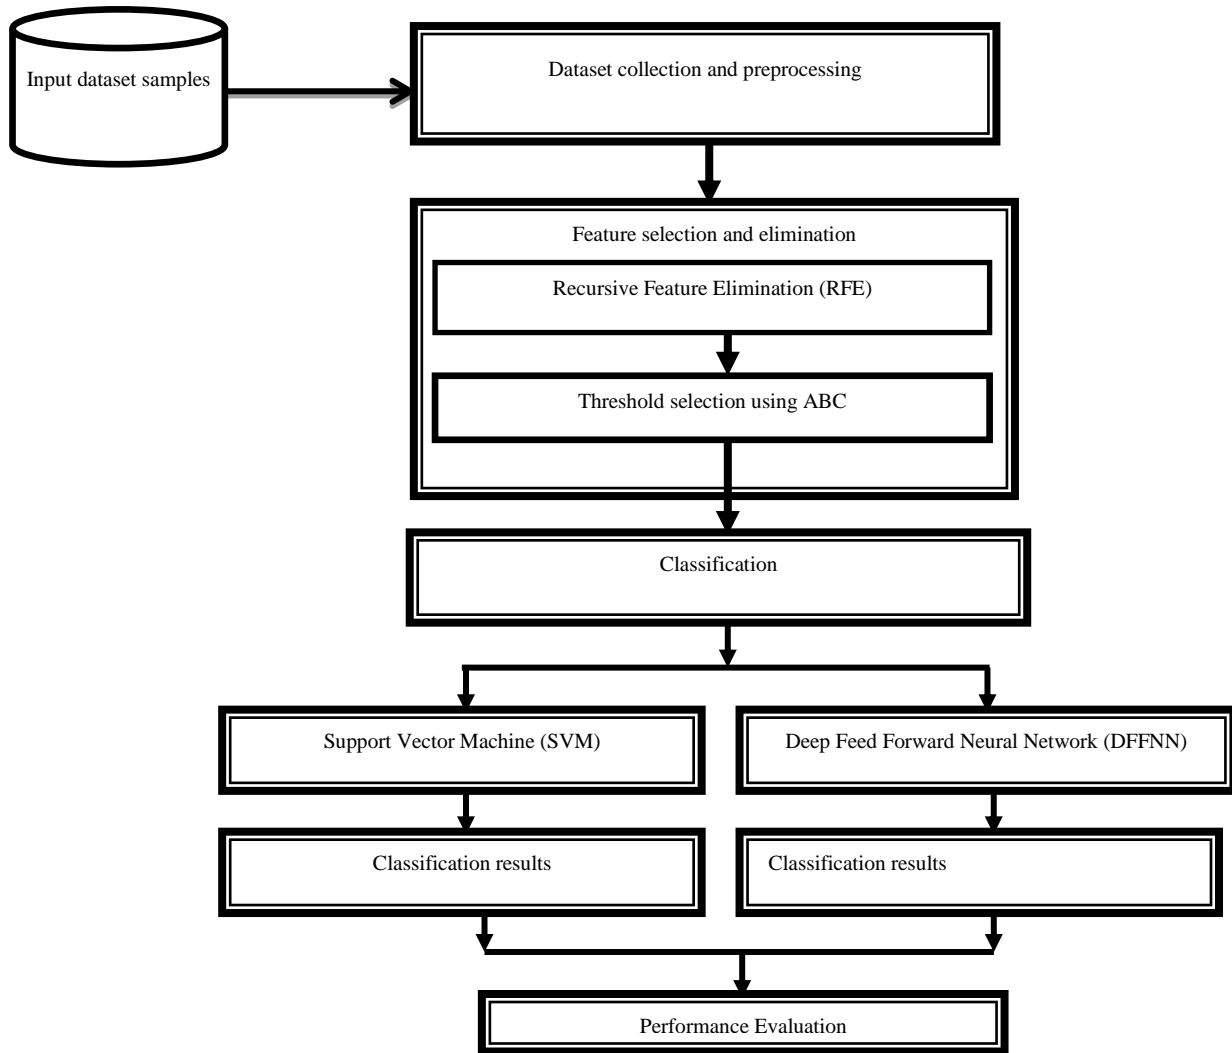 Input dataset samples
Dataset collection and preprocessing
Feature selection and elimination
Recursive Feature Elimination (RFE)
Threshold selection using ABC
Classification
Support Vector Machine (SVM)
Deep Feed Forward Neural Network (DFFNN)
Classification results
Classification results
Performance Evaluation